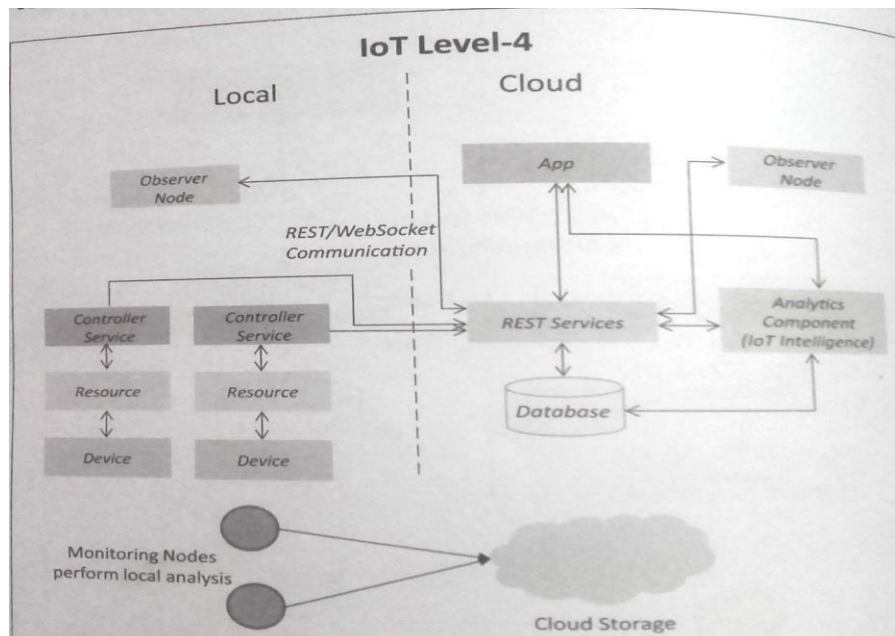 IoT Level-4
Local
Cloud
Observer
Node
App
Observer
Node
REST/WebSocket
Communication
Controller
Service
Controller
Service
REST Services
Analytics
Component
(IoT Intelligence)
Resource
Resource
Database
Device
Device
Monitoring Nodes
perform local analysis
Cloud Storage